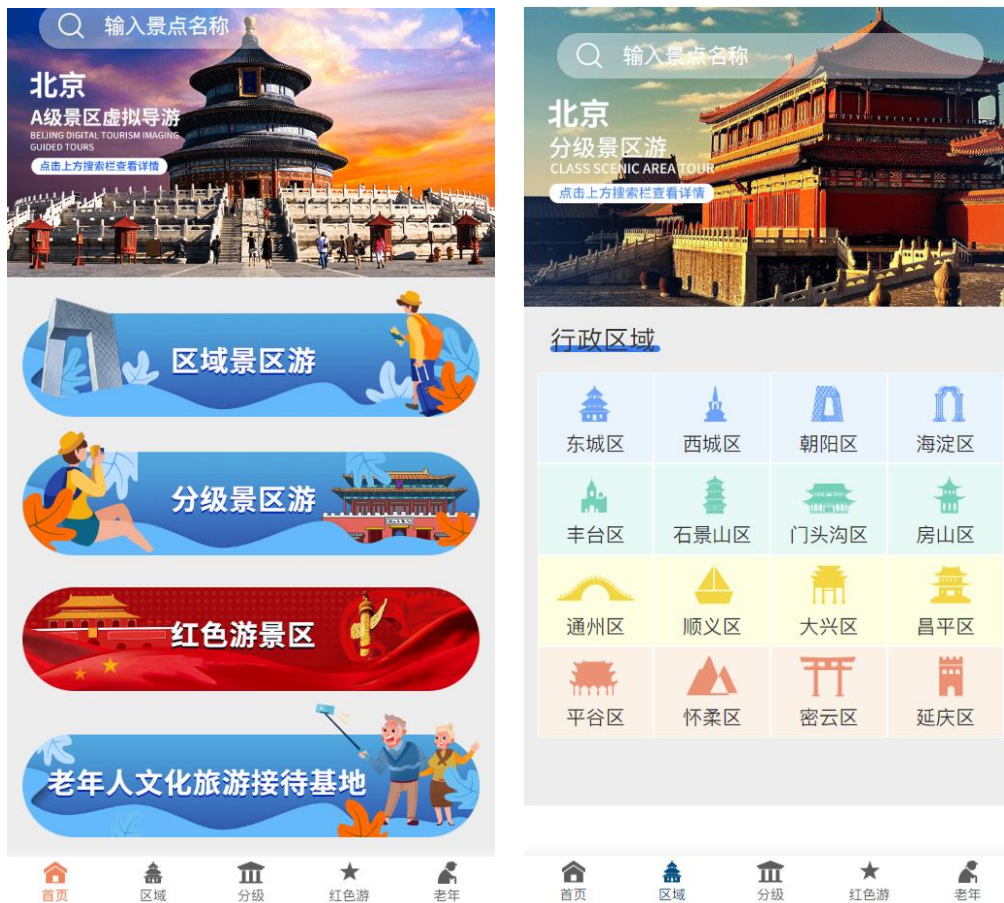 输入景点名称
北京
A级景区虚拟导游
BEIJING DIGITAL TOURISM IMAGING
GUIDED TOURS
点击上方搜索栏查看详情
区域景区游
分级景区游
红色游景区
老年人文化旅游接待基地
首页 区域 分级 红色游 老年
输入景点名称
北京
分级景区游
CLASS SCENIC AREA TOUR
点击上方搜索栏查看详情
行政区域
东城区 西城区 朝阳区 海淀区
丰台区 石景山区 门头沟区 房山区
通州区 顺义区 大兴区 昌平区
平谷区 怀柔区 密云区 延庆区
首页 区域 分级 红色游 老年